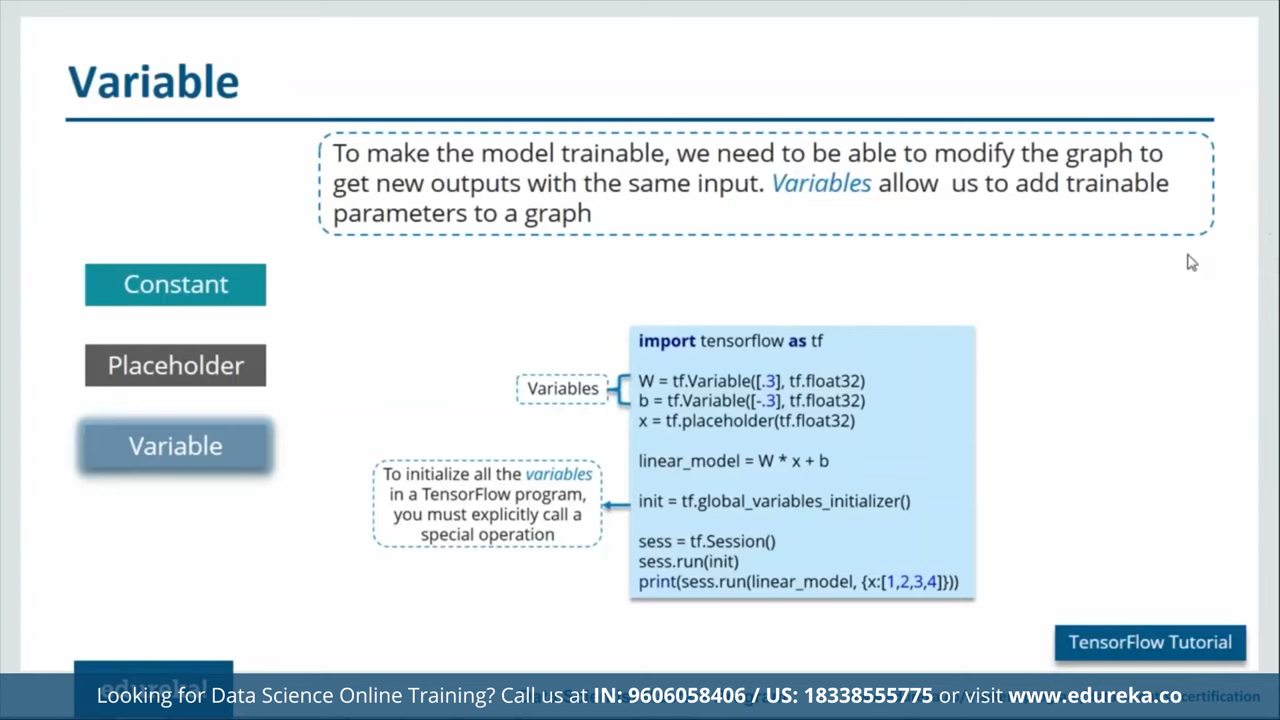 Variable
To make the model trainable, we need to be able to modify the graph to
get new outputs with the same input. Variables allow us to add trainable
parameters to a graph
Constant
Placeholder
Variable
Variables
To initialize all the variables
in a TensorFlow program,
you must explicitly call a
special operation
import tensorflow as tf
W = tf.Variable([.3], tf.float32)
b = tf.Variable([-.3], tf.float32)
x = tf.placeholder(tf.float32)
linear_model = W * x + b
init = tf.global_variables_initializer()
sess = tf.Session()
sess.run(init)
print(sess.run(linear_model, {x:[1,2,3,4]}))
TensorFlow Tutorial
Looking for Data Science Online Training? Call us at IN: 9606058406 / US: 18338555775 or visit www.edureka.co